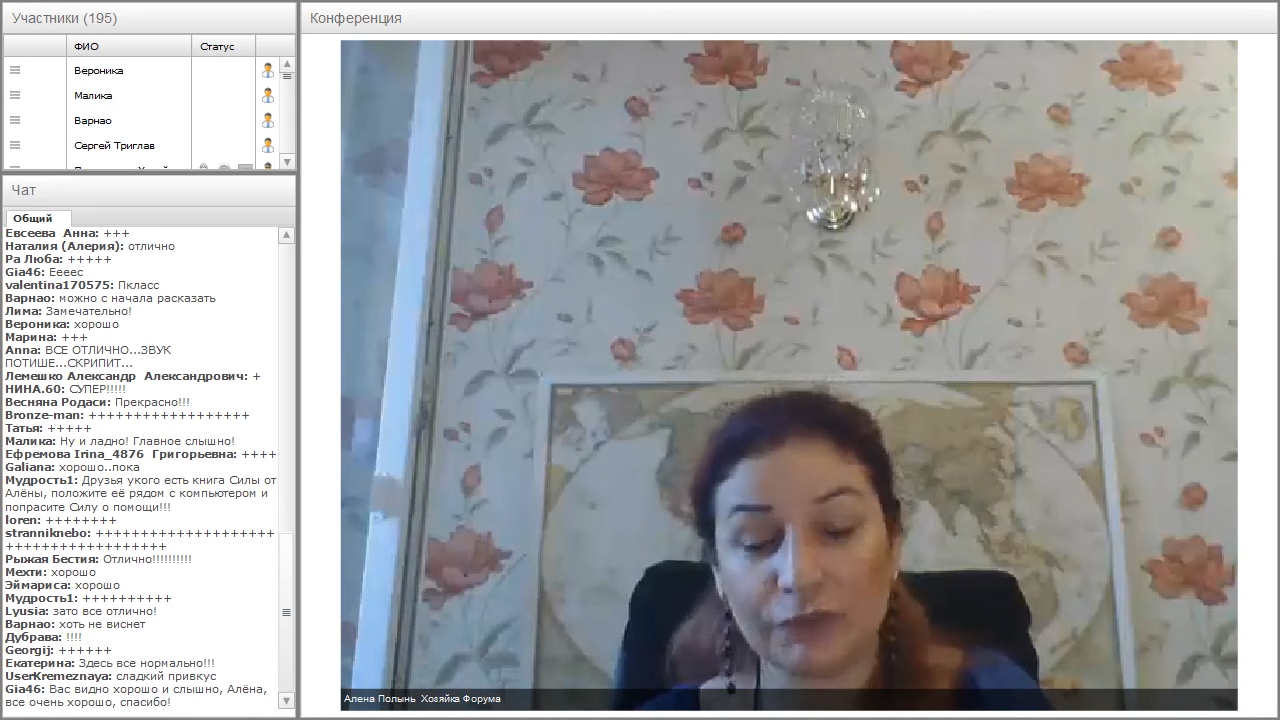 Участники (195)
ФИО
Статус
Вероника
Малика
Варнао
Сергей Триглав
Чат
Общий
Евсеева Анна: +
Наталия (Алерия): отлично
Ра Люба: +++++
Gia46: Ееееc
valentina170575: Пкласс
Варнао: можно с начала расказать
Лима: Замечательно!
Вероника: хорошо
Марина: +++
Anna: ВСЕ ОТЛИЧНО...ЗВУК
ПОТИШЕ...СКРИПИТ...
Лемешко Александр Александрович: +
НИНА.60: СУПЕР!!!!!
Весняна Родаси: Прекрасно!!!
Bronze-man: ++++++++++++++++++
Татья: +++++
Малика: Ну и ладно! Главное слышно!
Ефремова Irina_4876 Григорьевна: ++++
Galiana: хорошо..пока
Мудрость1: Друзья укого есть книга Силы от
Алёны, положите её рядом с компьютером и
попросите Силу о помощи!!!
loren: ++++++++
stranniknebo: ++++++++++++++++++++
++++++++++++++++++
Рыжая Бестия: Отлично!!!!!!!!!!
Мехти: хорошо
Эймариса: хорошо
Мудрость1: ++++++++++
Lyusia: зато все отлично!
Варнао: хоть не виснет
Дубрава: !!!!
Georgij: ++++++
Екатерина: Здесь все нормально!!!
UserKremeznaya: сладкий привкус
Gia46: Вас видно хорошо и слышно, Алёна,
все очень хорошо, спасибо!
Конференция
Алена Полынь Хозяйка Форума